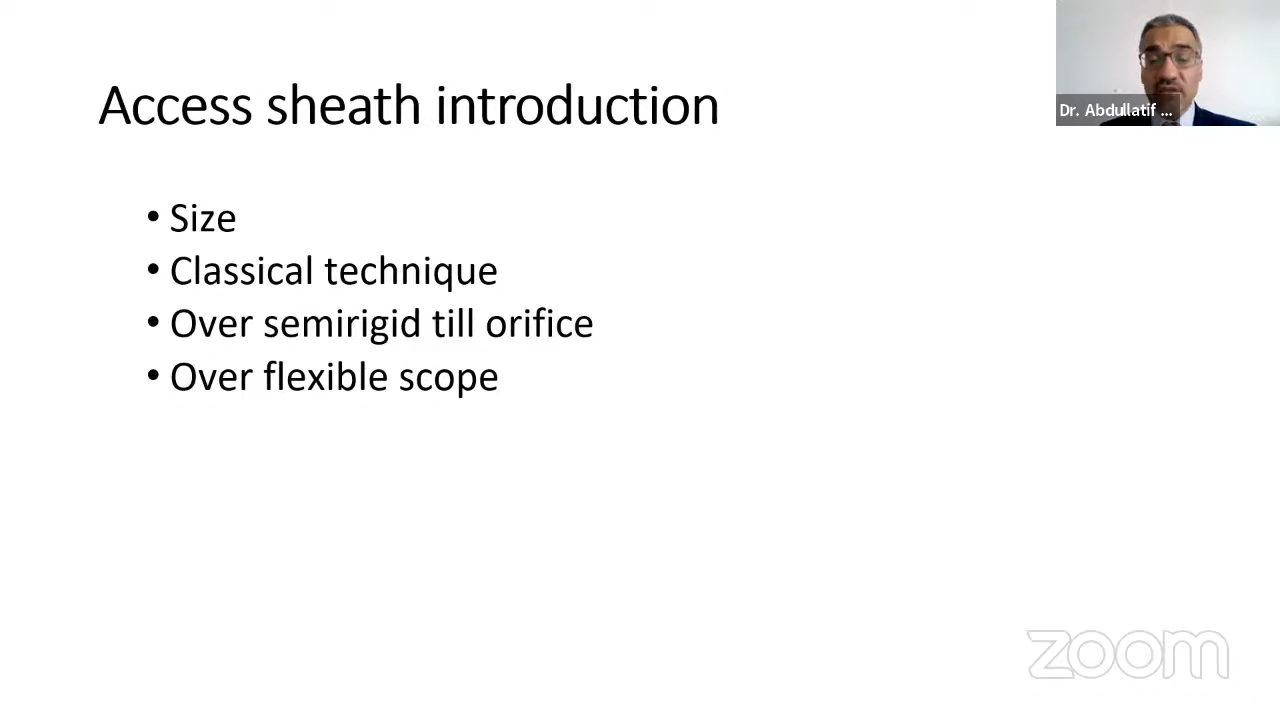 Access sheath introduction
Dr. Abdullatif ...
• Size
• Classical technique
• Over semirigid till orifice
• Over flexible scope
zoom